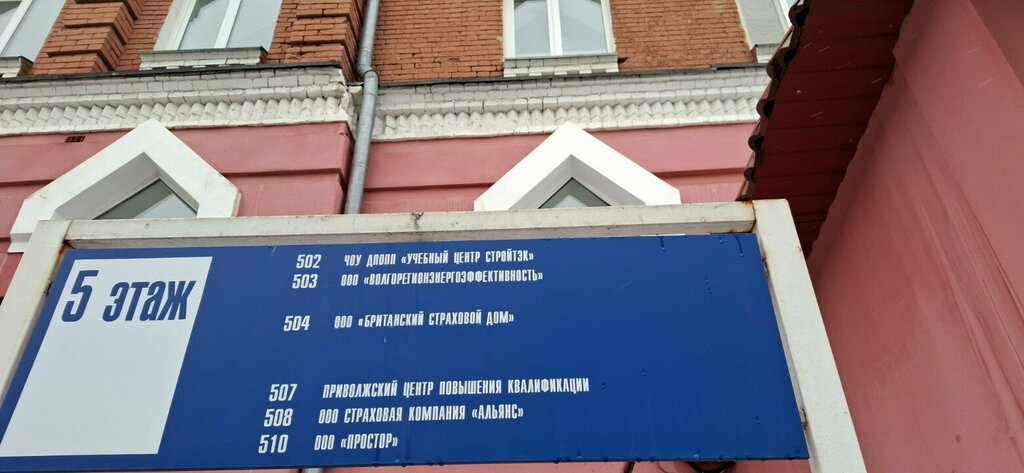 5 этаж
502 ЧОУ ДПОПП «УЧЕБНЫЙ ЦЕНТР СТРОЙТЭК»
503 ООО «ВОЛГОРЕГИОНЭНЕРГОЭФФЕКТИВНОСТЬ»
504 ООО «БРИТАНСКИЙ СТРАХОВОЙ ДОМ»
507 ПРИВОЛЖСКИЙ ЦЕНТР ПОВЫШЕНИЯ КВАЛИФИКАЦИИ
508 ООО СТРАХОВАЯ КОМПАНИЯ «АЛЬЯНС»
510 ООО «ПРОСТОР»